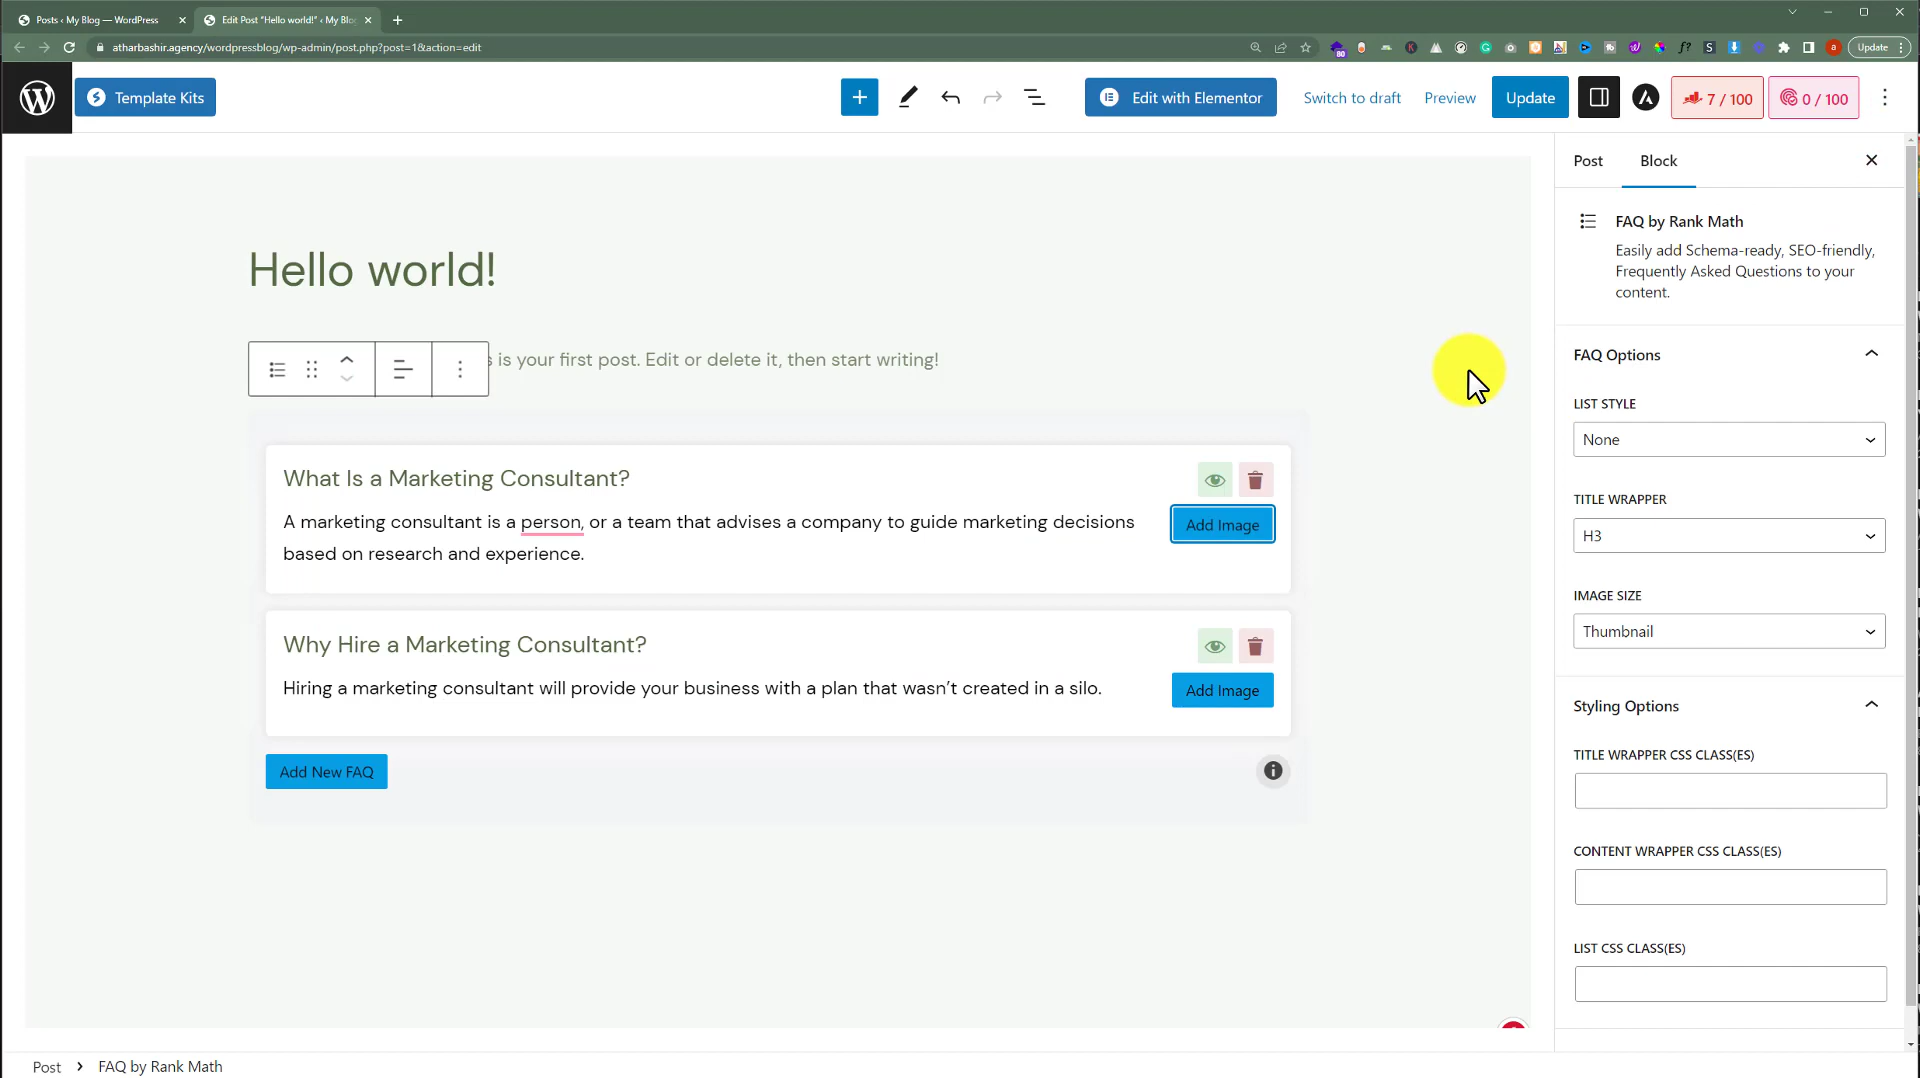 Posts ‹ My Blog — WordPress
Edit Post "Hello world!" ‹ My Blo
atharbashir.agency/wordpressblog/wp-admin/post.php?post=1&action=edit
80
Update
Template Kits
Edit with Elementor
Switch to draft
Preview
Update
7 / 100
0 / 100
Post
Block
FAQ by Rank Math
Easily add Schema-ready, SEO-friendly,
Frequently Asked Questions to your
content.
Hello world!
s is your first post. Edit or delete it, then start writing!
What Is a Marketing Consultant?
A marketing consultant is a person, or a team that advises a company to guide marketing decisions
based on research and experience.
Add Image
Why Hire a Marketing Consultant?
Hiring a marketing consultant will provide your business with a plan that wasn't created in a silo.
Add Image
Add New FAQ
FAQ Options
LIST STYLE
None
TITLE WRAPPER
H3
IMAGE SIZE
Thumbnail
Styling Options
TITLE WRAPPER CSS CLASS(ES)
CONTENT WRAPPER CSS CLASS(ES)
LIST CSS CLASS(ES)
Post
FAQ by Rank Math